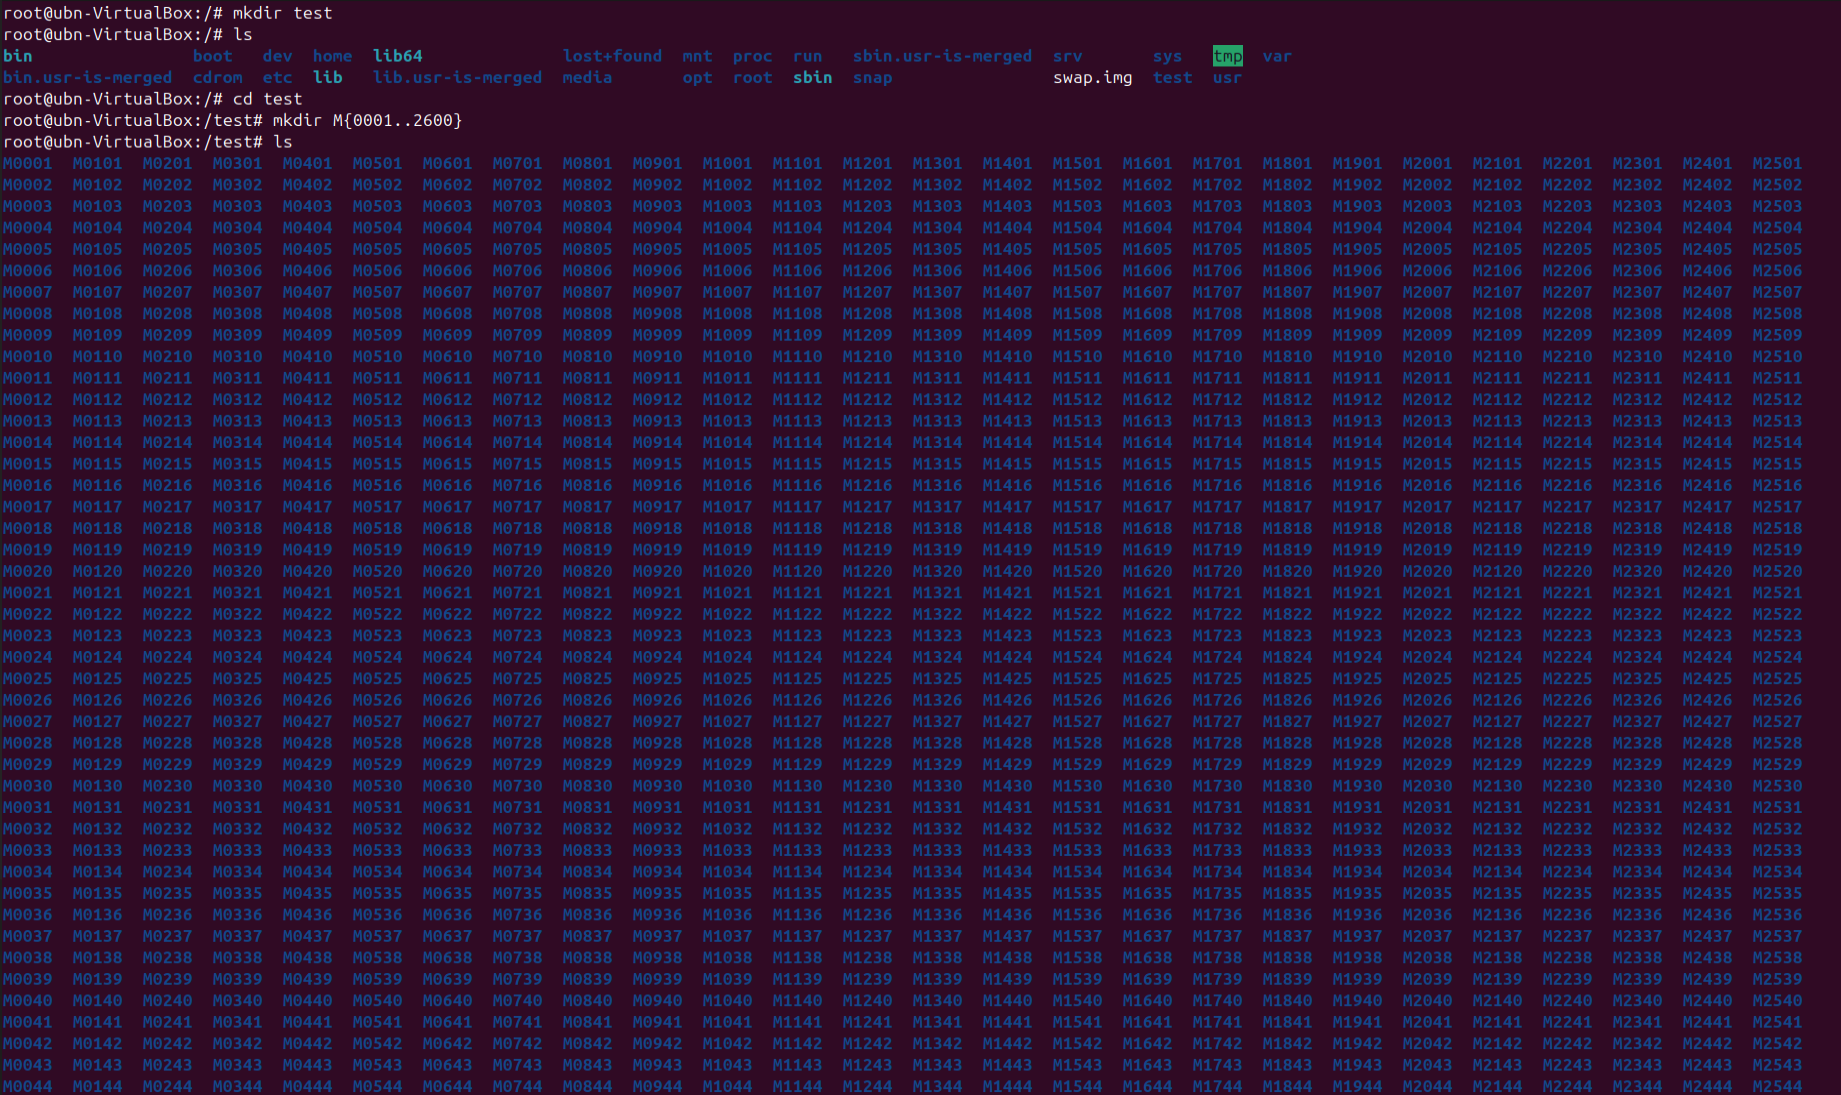 root@ubn-VirtualBox:/# mkdir test
root@ubn-VirtualBox:/# ls
bin boot dev home lib64 lost+found mnt proc run sbin.usr-is-merged srv sys tmp var
bin.usr-is-merged cdrom etc lib lib.usr-is-merged media opt root sbin snap swap.img test usr
root@ubn-VirtualBox:/# cd test
root@ubn-VirtualBox:/test# mkdir M{0001..2600}
root@ubn-VirtualBox:/test# ls
M0001 M0101 M0201 M0301 M0401 M0501 M0601 M0701 M0801 M0901 M1001 M1101 M1201 M1301 M1401 M1501 M1601 M1701 M1801 M1901 M2001 M2101 M2201 M2301 M2401 M2501
M0002 M0102 M0202 M0302 M0402 M0502 M0602 M0702 M0802 M0902 M1002 M1102 M1202 M1302 M1402 M1502 M1602 M1702 M1802 M1902 M2002 M2102 M2202 M2302 M2402 M2502
M0003 M0103 M0203 M0303 M0403 M0503 M0603 M0703 M0803 M0903 M1003 M1103 M1203 M1303 M1403 M1503 M1603 M1703 M1803 M1903 M2003 M2103 M2203 M2303 M2403 M2503
M0004 M0104 M0204 M0304 M0404 M0504 M0604 M0704 M0804 M0904 M1004 M1104 M1204 M1304 M1404 M1504 M1604 M1704 M1804 M1904 M2004 M2104 M2204 M2304 M2404 M2504
M0005 M0105 M0205 M0305 M0405 M0505 M0605 M0705 M0805 M0905 M1005 M1105 M1205 M1305 M1405 M1505 M1605 M1705 M1805 M1905 M2005 M2105 M2205 M2305 M2405 M2505
M0006 M0106 M0206 M0306 M0406 M0506 M0606 M0706 M0806 M0906 M1006 M1106 M1206 M1306 M1406 M1506 M1606 M1706 M1806 M1906 M2006 M2106 M2206 M2306 M2406 M2506
M0007 M0107 M0207 M0307 M0407 M0507 M0607 M0707 M0807 M0907 M1007 M1107 M1207 M1307 M1407 M1507 M1607 M1707 M1807 M1907 M2007 M2107 M2207 M2307 M2407 M2507
M0008 M0108 M0208 M0308 M0408 M0508 M0608 M0708 M0808 M0908 M1008 M1108 M1208 M1308 M1408 M1508 M1608 M1708 M1808 M1908 M2008 M2108 M2208 M2308 M2408 M2508
M0009 M0109 M0209 M0309 M0409 M0509 M0609 M0709 M0809 M0909 M1009 M1109 M1209 M1309 M1409 M1509 M1609 M1709 M1809 M1909 M2009 M2109 M2209 M2309 M2409 M2509
M0010 M0110 M0210 M0310 M0410 M0510 M0610 M0710 M0810 M0910 M1010 M1110 M1210 M1310 M1410 M1510 M1610 M1710 M1810 M1910 M2010 M2110 M2210 M2310 M2410 M2510
M0011 M0111 M0211 M0311 M0411 M0511 M0611 M0711 M0811 M0911 M1011 M1111 M1211 M1311 M1411 M1511 M1611 M1711 M1811 M1911 M2011 M2111 M2211 M2311 M2411 M2511
M0012 M0112 M0212 M0312 M0412 M0512 M0612 M0712 M0812 M0912 M1012 M1112 M1212 M1312 M1412 M1512 M1612 M1712 M1812 M1912 M2012 M2112 M2212 M2312 M2412 M2512
M0013 M0113 M0213 M0313 M0413 M0513 M0613 M0713 M0813 M0913 M1013 M1113 M1213 M1313 M1413 M1513 M1613 M1713 M1813 M1913 M2013 M2113 M2213 M2313 M2413 M2513
M0014 M0114 M0214 M0314 M0414 M0514 M0614 M0714 M0814 M0914 M1014 M1114 M1214 M1314 M1414 M1514 M1614 M1714 M1814 M1914 M2014 M2114 M2214 M2314 M2414 M2514
M0015 M0115 M0215 M0315 M0415 M0515 M0615 M0715 M0815 M0915 M1015 M1115 M1215 M1315 M1415 M1515 M1615 M1715 M1815 M1915 M2015 M2115 M2215 M2315 M2415 M2515
M0016 M0116 M0216 M0316 M0416 M0516 M0616 M0716 M0816 M0916 M1016 M1116 M1216 M1316 M1416 M1516 M1616 M1716 M1816 M1916 M2016 M2116 M2216 M2316 M2416 M2516
M0017 M0117 M0217 M0317 M0417 M0517 M0617 M0717 M0817 M0917 M1017 M1117 M1217 M1317 M1417 M1517 M1617 M1717 M1817 M1917 M2017 M2117 M2217 M2317 M2417 M2517
M0018 M0118 M0218 M0318 M0418 M0518 M0618 M0718 M0818 M0918 M1018 M1118 M1218 M1318 M1418 M1518 M1618 M1718 M1818 M1918 M2018 M2118 M2218 M2318 M2418 M2518
M0019 M0119 M0219 M0319 M0419 M0519 M0619 M0719 M0819 M0919 M1019 M1119 M1219 M1319 M1419 M1519 M1619 M1719 M1819 M1919 M2019 M2119 M2219 M2319 M2419 M2519
M0020 M0120 M0220 M0320 M0420 M0520 M0620 M0720 M0820 M0920 M1020 M1120 M1220 M1320 M1420 M1520 M1620 M1720 M1820 M1920 M2020 M2120 M2220 M2320 M2420 M2520
M0021 M0121 M0221 M0321 M0421 M0521 M0621 M0721 M0821 M0921 M1021 M1121 M1221 M1321 M1421 M1521 M1621 M1721 M1821 M1921 M2021 M2121 M2221 M2321 M2421 M2521
M0022 M0122 M0222 M0322 M0422 M0522 M0622 M0722 M0822 M0922 M1022 M1122 M1222 M1322 M1422 M1522 M1622 M1722 M1822 M1922 M2022 M2122 M2222 M2322 M2422 M2522
M0023 M0123 M0223 M0323 M0423 M0523 M0623 M0723 M0823 M0923 M1023 M1123 M1223 M1323 M1423 M1523 M1623 M1723 M1823 M1923 M2023 M2123 M2223 M2323 M2423 M2523
M0024 M0124 M0224 M0324 M0424 M0524 M0624 M0724 M0824 M0924 M1024 M1124 M1224 M1324 M1424 M1524 M1624 M1724 M1824 M1924 M2024 M2124 M2224 M2324 M2424 M2524
M0025 M0125 M0225 M0325 M0425 M0525 M0625 M0725 M0825 M0925 M1025 M1125 M1225 M1325 M1425 M1525 M1625 M1725 M1825 M1925 M2025 M2125 M2225 M2325 M2425 M2525
M0026 M0126 M0226 M0326 M0426 M0526 M0626 M0726 M0826 M0926 M1026 M1126 M1226 M1326 M1426 M1526 M1626 M1726 M1826 M1926 M2026 M2126 M2226 M2326 M2426 M2526
M0027 M0127 M0227 M0327 M0427 M0527 M0627 M0727 M0827 M0927 M1027 M1127 M1227 M1327 M1427 M1527 M1627 M1727 M1827 M1927 M2027 M2127 M2227 M2327 M2427 M2527
M0028 M0128 M0228 M0328 M0428 M0528 M0628 M0728 M0828 M0928 M1028 M1128 M1228 M1328 M1428 M1528 M1628 M1728 M1828 M1928 M2028 M2128 M2228 M2328 M2428 M2528
M0029 M0129 M0229 M0329 M0429 M0529 M0629 M0729 M0829 M0929 M1029 M1129 M1229 M1329 M1429 M1529 M1629 M1729 M1829 M1929 M2029 M2129 M2229 M2329 M2429 M2529
M0030 M0130 M0230 M0330 M0430 M0530 M0630 M0730 M0830 M0930 M1030 M1130 M1230 M1330 M1430 M1530 M1630 M1730 M1830 M1930 M2030 M2130 M2230 M2330 M2430 M2530
M0031 M0131 M0231 M0331 M0431 M0531 M0631 M0731 M0831 M0931 M1031 M1131 M1231 M1331 M1431 M1531 M1631 M1731 M1831 M1931 M2031 M2131 M2231 M2331 M2431 M2531
M0032 M0132 M0232 M0332 M0432 M0532 M0632 M0732 M0832 M0932 M1032 M1132 M1232 M1332 M1432 M1532 M1632 M1732 M1832 M1932 M2032 M2132 M2232 M2332 M2432 M2532
M0033 M0133 M0233 M0333 M0433 M0533 M0633 M0733 M0833 M0933 M1033 M1133 M1233 M1333 M1433 M1533 M1633 M1733 M1833 M1933 M2033 M2133 M2233 M2333 M2433 M2533
M0034 M0134 M0234 M0334 M0434 M0534 M0634 M0734 M0834 M0934 M1034 M1134 M1234 M1334 M1434 M1534 M1634 M1734 M1834 M1934 M2034 M2134 M2234 M2334 M2434 M2534
M0035 M0135 M0235 M0335 M0435 M0535 M0635 M0735 M0835 M0935 M1035 M1135 M1235 M1335 M1435 M1535 M1635 M1735 M1835 M1935 M2035 M2135 M2235 M2335 M2435 M2535
M0036 M0136 M0236 M0336 M0436 M0536 M0636 M0736 M0836 M0936 M1036 M1136 M1236 M1336 M1436 M1536 M1636 M1736 M1836 M1936 M2036 M2136 M2236 M2336 M2436 M2536
M0037 M0137 M0237 M0337 M0437 M0537 M0637 M0737 M0837 M0937 M1037 M1137 M1237 M1337 M1437 M1537 M1637 M1737 M1837 M1937 M2037 M2137 M2237 M2337 M2437 M2537
M0038 M0138 M0238 M0338 M0438 M0538 M0638 M0738 M0838 M0938 M1038 M1138 M1238 M1338 M1438 M1538 M1638 M1738 M1838 M1938 M2038 M2138 M2238 M2338 M2438 M2538
M0039 M0139 M0239 M0339 M0439 M0539 M0639 M0739 M0839 M0939 M1039 M1139 M1239 M1339 M1439 M1539 M1639 M1739 M1839 M1939 M2039 M2139 M2239 M2339 M2439 M2539
M0040 M0140 M0240 M0340 M0440 M0540 M0640 M0740 M0840 M0940 M1040 M1140 M1240 M1340 M1440 M1540 M1640 M1740 M1840 M1940 M2040 M2140 M2240 M2340 M2440 M2540
M0041 M0141 M0241 M0341 M0441 M0541 M0641 M0741 M0841 M0941 M1041 M1141 M1241 M1341 M1441 M1541 M1641 M1741 M1841 M1941 M2041 M2141 M2241 M2341 M2441 M2541
M0042 M0142 M0242 M0342 M0442 M0542 M0642 M0742 M0842 M0942 M1042 M1142 M1242 M1342 M1442 M1542 M1642 M1742 M1842 M1942 M2042 M2142 M2242 M2342 M2442 M2542
M0043 M0143 M0243 M0343 M0443 M0543 M0643 M0743 M0843 M0943 M1043 M1143 M1243 M1343 M1443 M1543 M1643 M1743 M1843 M1943 M2043 M2143 M2243 M2343 M2443 M2543
M0044 M0144 M0244 M0344 M0444 M0544 M0644 M0744 M0844 M0944 M1044 M1144 M1244 M1344 M1444 M1544 M1644 M1744 M1844 M1944 M2044 M2144 M2244 M2344 M2444 M2544